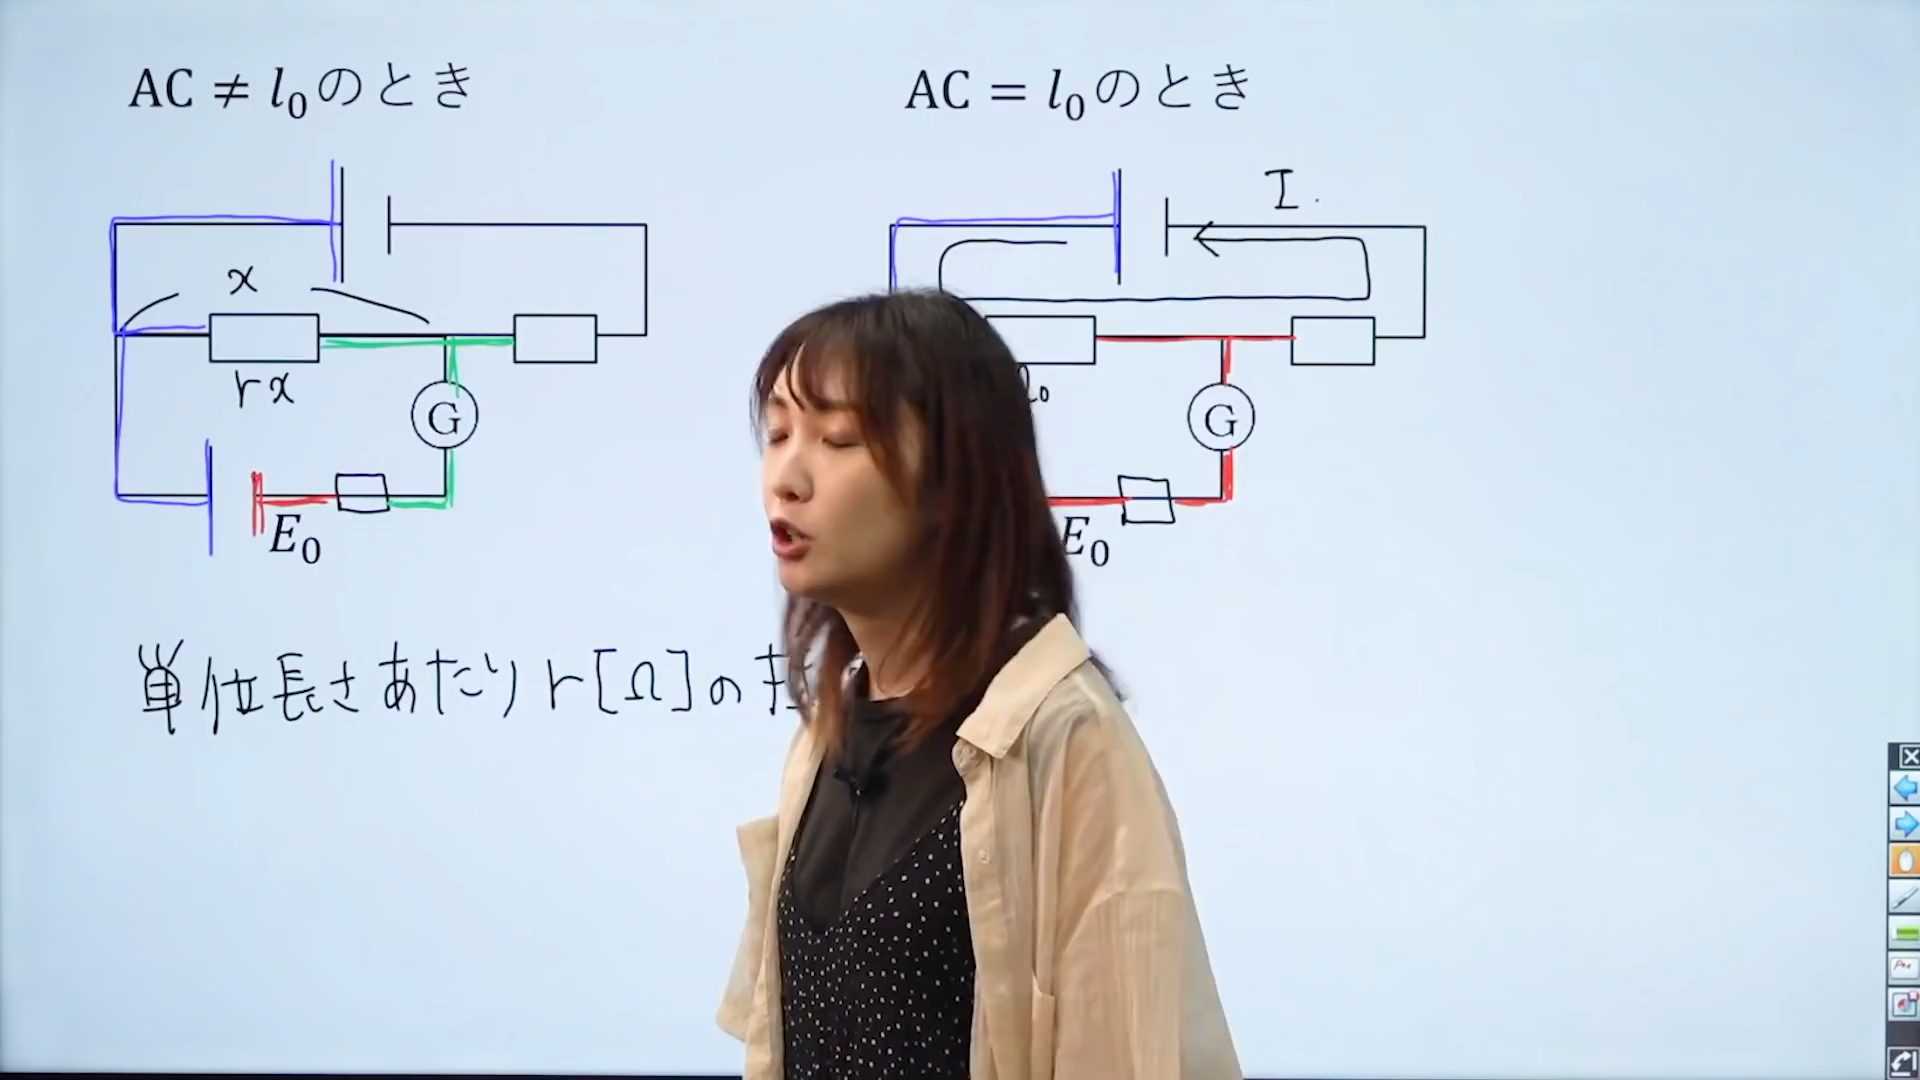 AC ≠ l₀のとき
x
rx
G
E₀
AC = l₀のとき
I.
G
E₀
単位長さあたりr[Ω]の
Pen